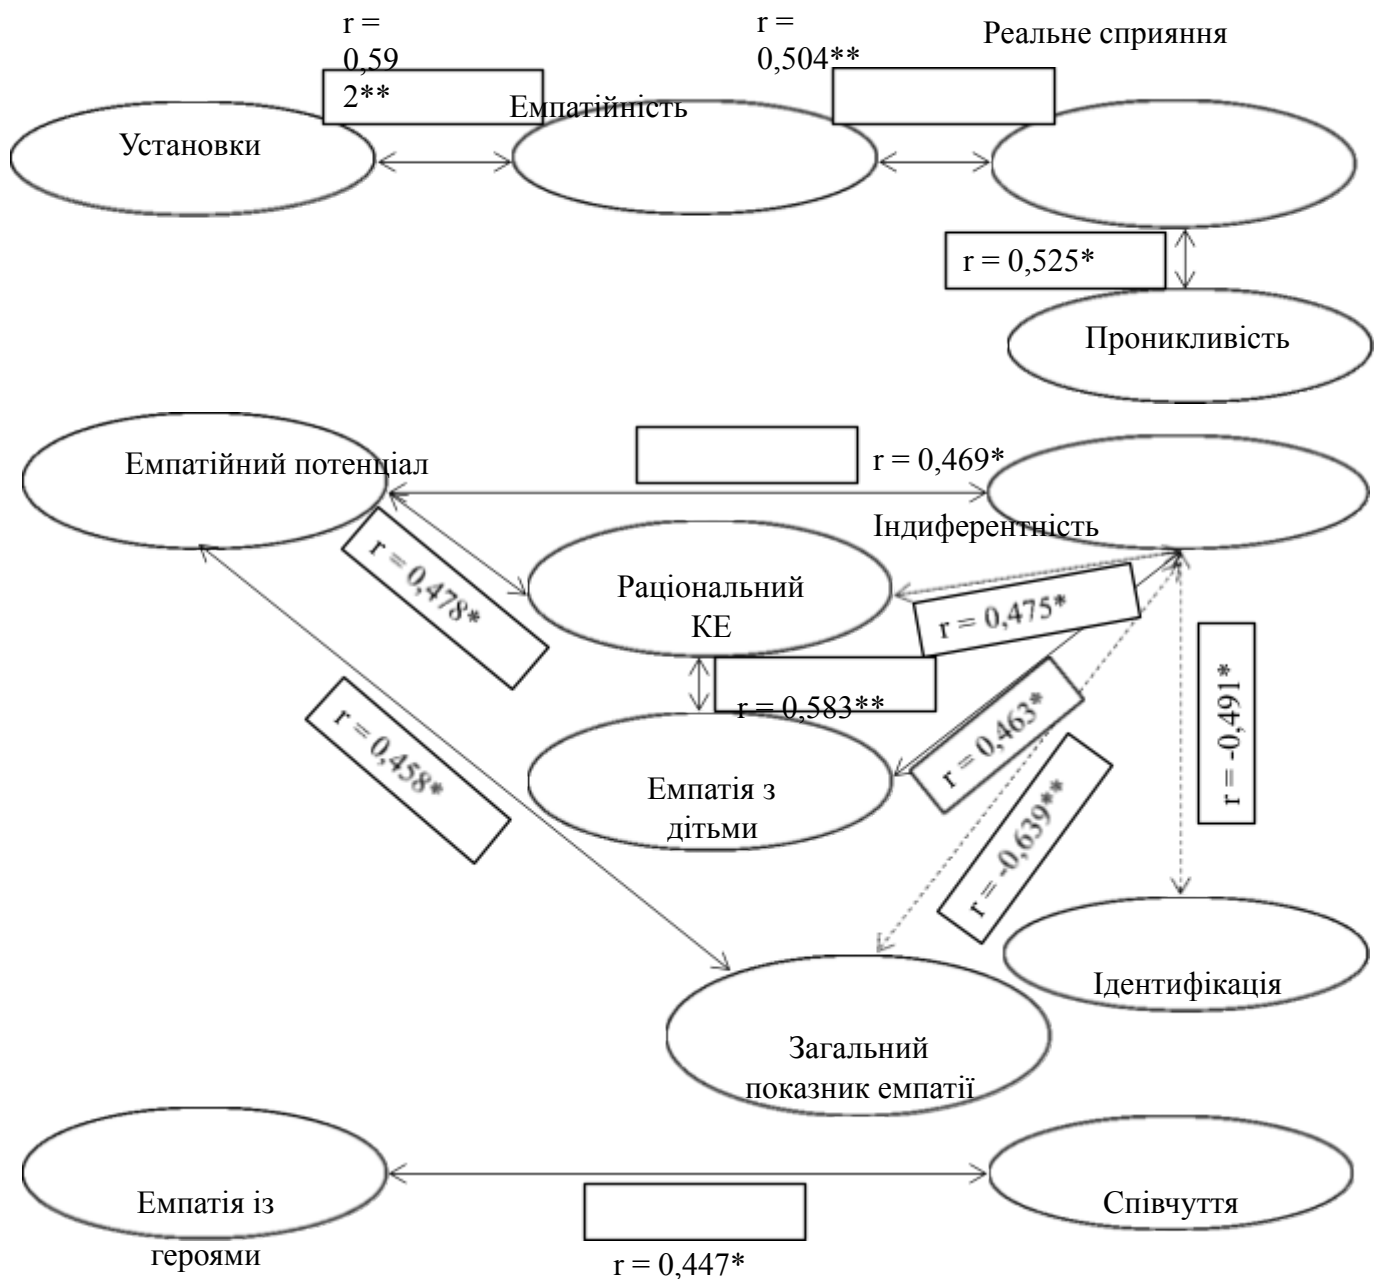 r =
0,59
2**
r =
0,504**
Реальне сприяння
Емпатійність
Установки
r = 0,525*
Проникливість
Емпатійний потенціал
r = 0,469*
Індиферентність
r = 0,478*
Раціональний
КЕ
r = 0,475*
r = 0,583**
r = 0,463*
r = -0,491*
r = 0,458*
Емпатія з
дітьми
r = -0,639**
Ідентифікація
Загальний
показник емпатії
Емпатія із
героями
Співчуття
r = 0,447*